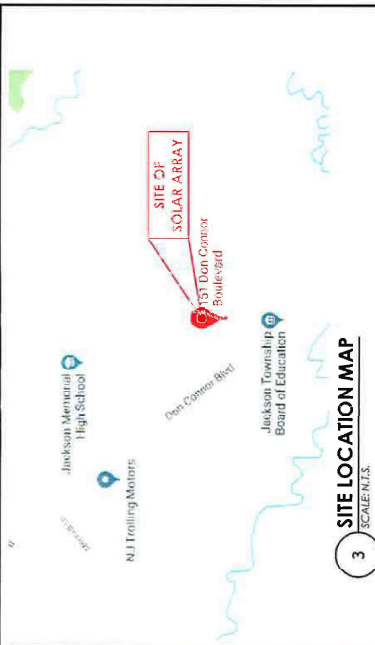 Jackson Memorial
High School
NJ Trolling Motors
SITE OF
SOLAR ARRAY
151 Don Connor
Boulevard
Don Connor Blvd
Jackson Township
Board of Education
3
SITE LOCATION MAP
SCALE: N.T.S.